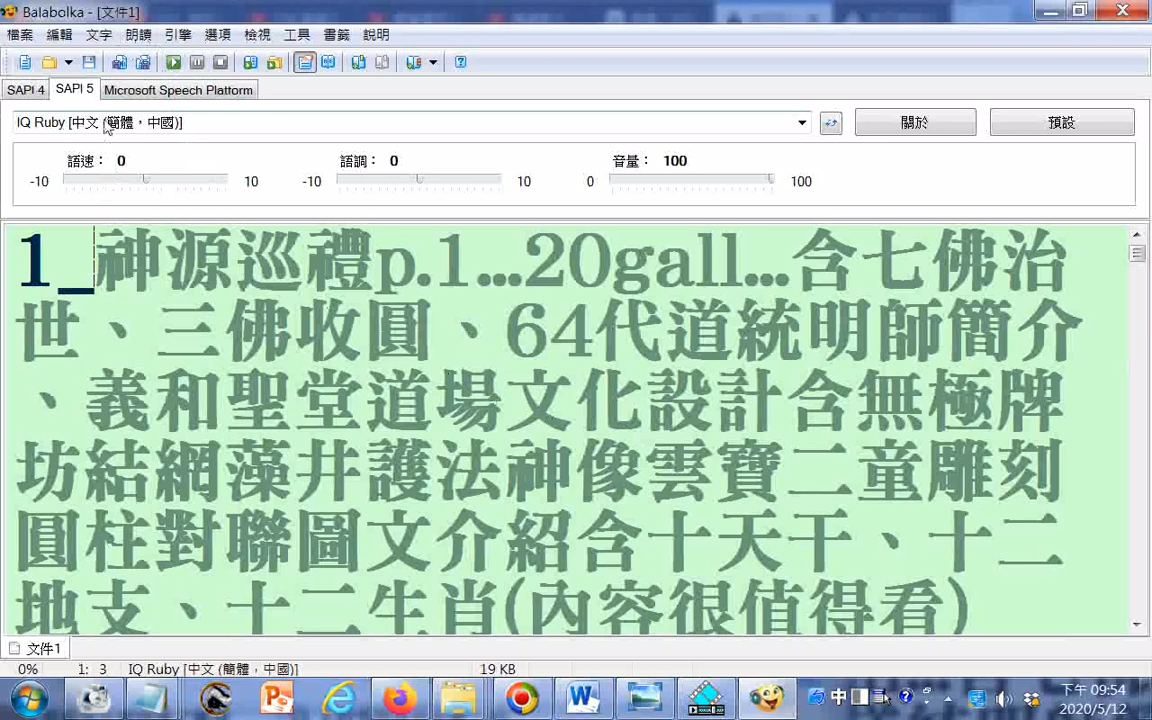 Balabolka - [文件1]
檔案 編輯 文字 朗讀 引擎 選項 檢視 工具 書籤 說明
SAPI 4 SAPI 5 Microsoft Speech Platform
IQ Ruby [中文 (簡體，中國)] 關於 預設
語速： 0 語調： 0 音量： 100
-10 10 -10 10 0 100
1_神源巡禮p.1...20gall...含七佛治
世、三佛收圓、64代道統明師簡介
、義和聖堂道場文化設計含無極牌
坊結網藻井護法神像雲寶二童雕刻
圓柱對聯圖文介紹含十天干、十二
地支、十二生肖(內容很值得看)
文件1
0% 1: 3 IQ Ruby [中文 (簡體，中國)] 19 KB
中 下午 09:54
2020/5/12